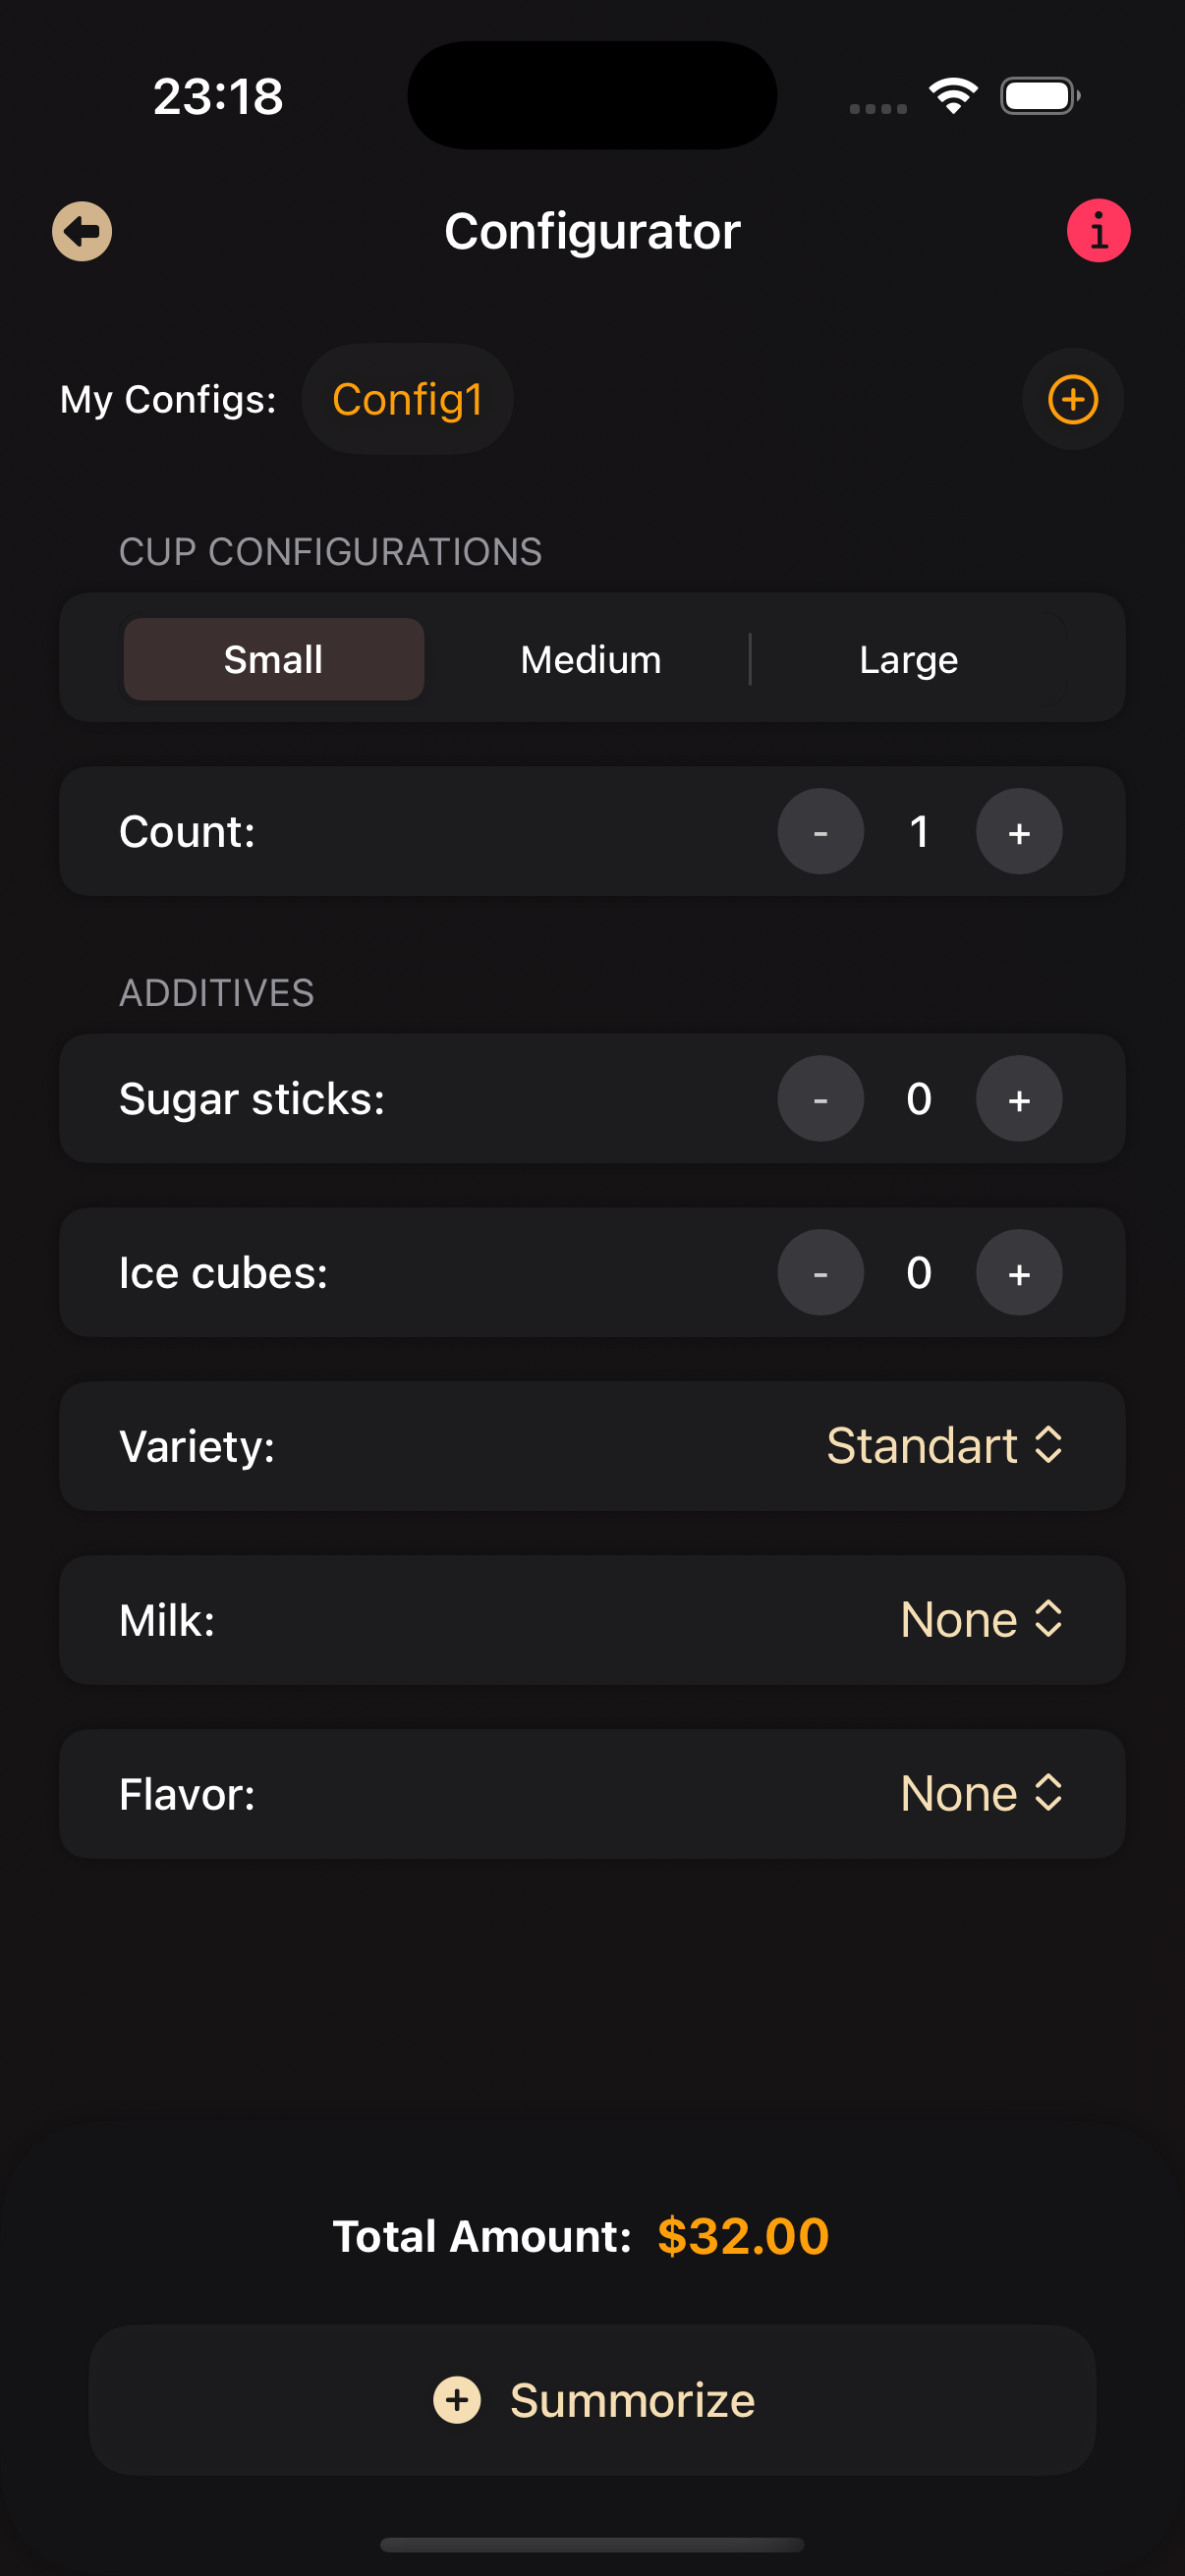 23:18
Configurator
My Configs: Config1
CUP CONFIGURATIONS
Small Medium Large
Count: - 1 +
ADDITIVES
Sugar sticks: - 0 +
Ice cubes: - 0 +
Variety: Standart
Milk: None
Flavor: None
Total Amount: $32.00
Summorize